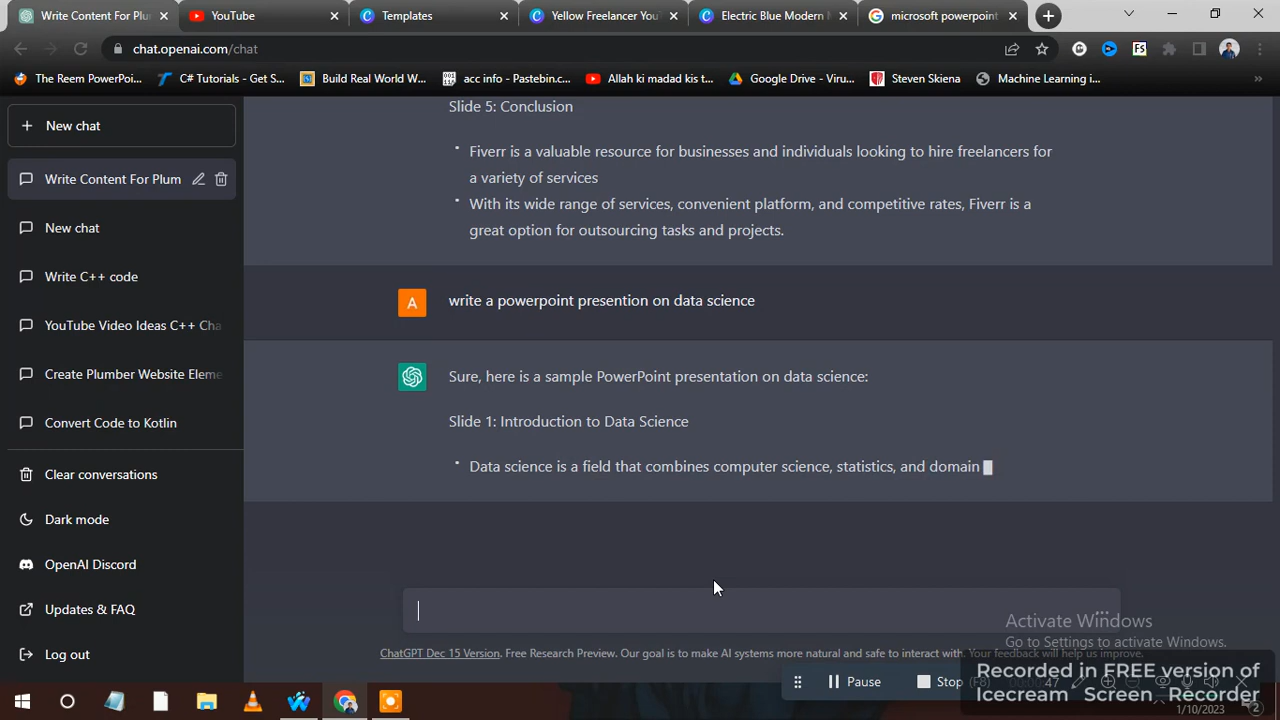 Write Content For Plu
YouTube
Templates
Yellow Freelancer You
Electric Blue Modern
microsoft powerpoint
chat.openai.com/chat
The Reem PowerPoi...
C# Tutorials - Get S...
Build Real World W...
acc info - Pastebin.c...
Allah ki madad kis t...
Google Drive - Viru...
Steven Skiena
Machine Learning i...
New chat
Write Content For Plum
New chat
Write C++ code
YouTube Video Ideas C++ Cha
Create Plumber Website Eleme
Convert Code to Kotlin
Clear conversations
Dark mode
OpenAI Discord
Updates & FAQ
Log out
Slide 5: Conclusion
Fiverr is a valuable resource for businesses and individuals looking to hire freelancers for
a variety of services
With its wide range of services, convenient platform, and competitive rates, Fiverr is a
great option for outsourcing tasks and projects.
A
write a powerpoint presention on data science
Sure, here is a sample PowerPoint presentation on data science:
Slide 1: Introduction to Data Science
Data science is a field that combines computer science, statistics, and domain
ChatGPT Dec 15 Version. Free Research Preview. Our goal is to make AI systems more natural and safe to interact with. Your feedback will help us improve.
Activate Windows
Go to Settings to activate Windows.
Pause
Stop
Recorded in FREE version of
Icecream Screen Recorder
1/10/2023
2